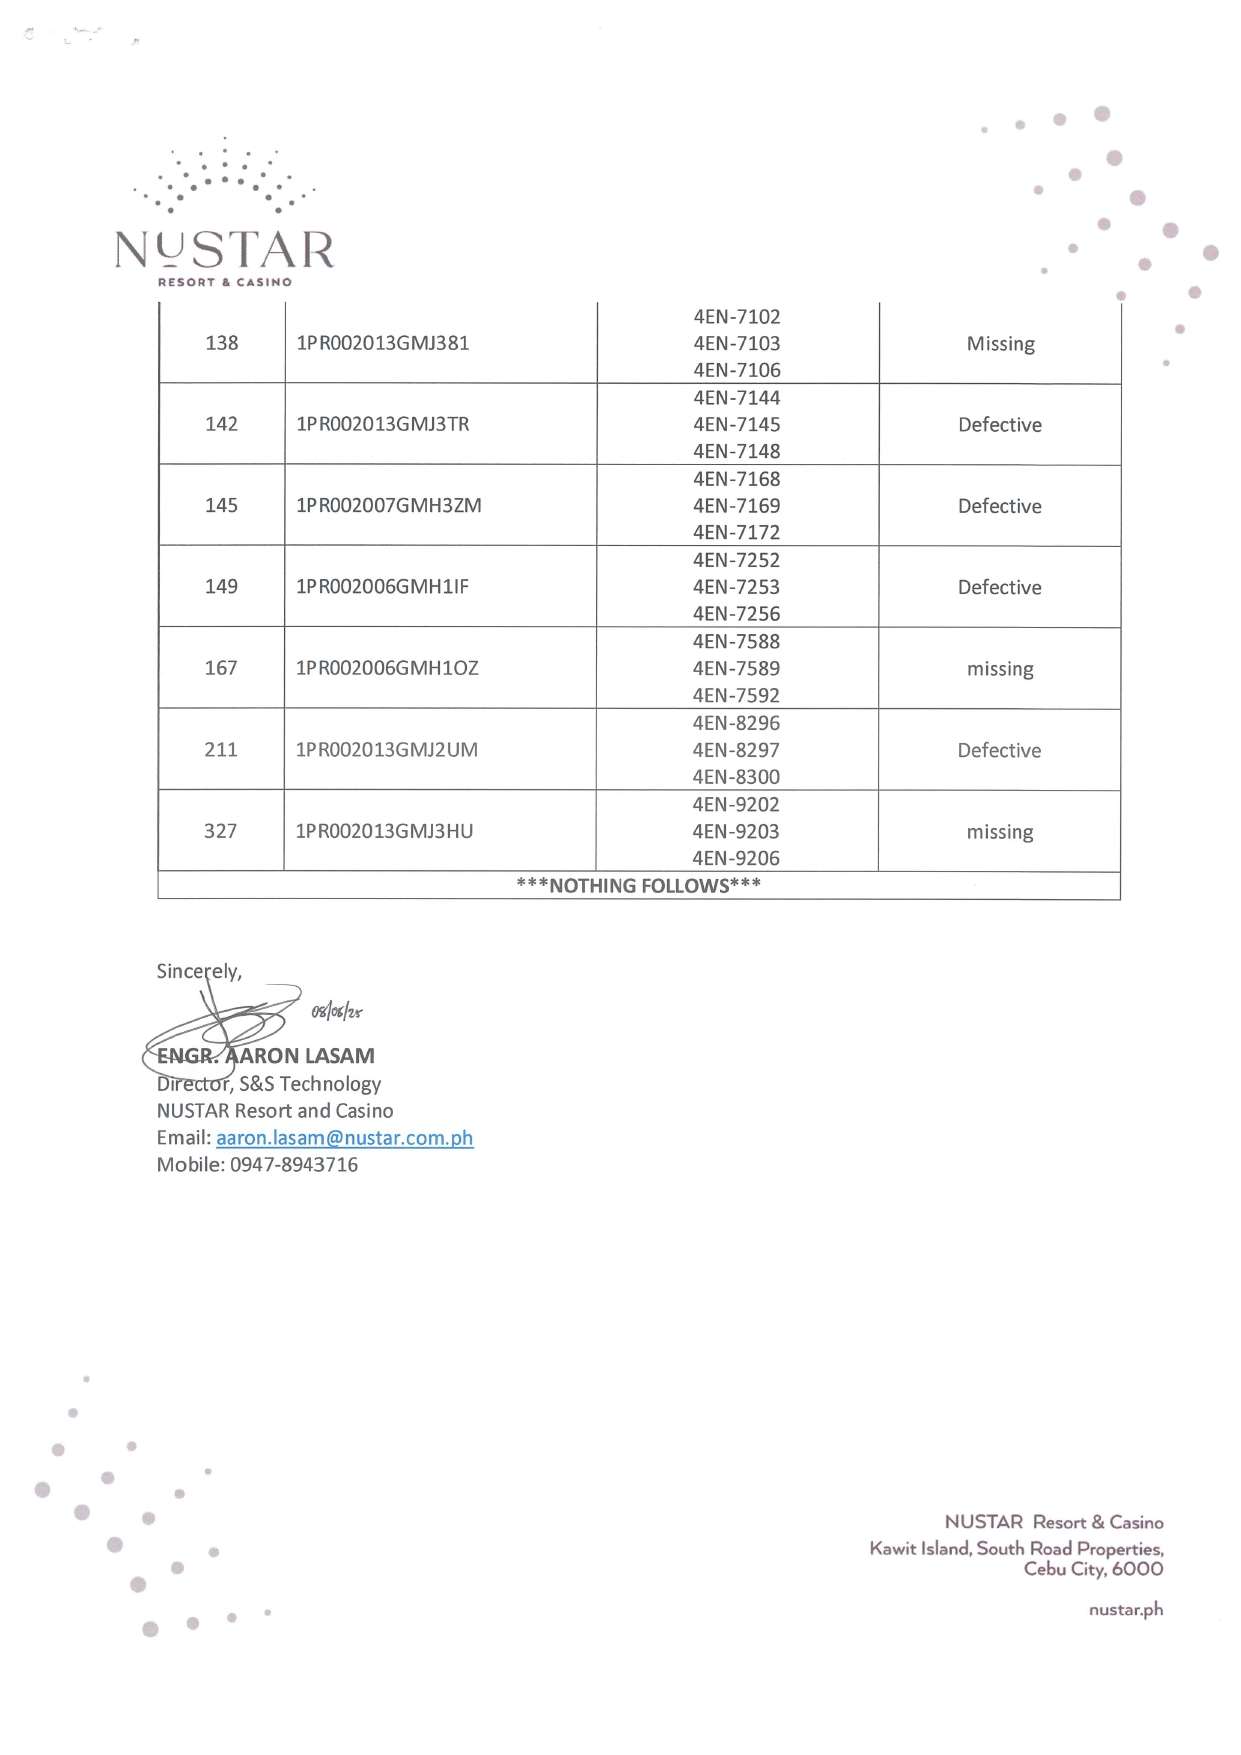 NUSTAR
RESORT & CASINO
138 1PR002013GMJ381 4EN-7102 4EN-7103 4EN-7106 Missing
142 1PR002013GMJ3TR 4EN-7144 4EN-7145 4EN-7148 Defective
145 1PR002007GMH3ZM 4EN-7168 4EN-7169 4EN-7172 Defective
149 1PR002006GMH1IF 4EN-7252 4EN-7253 4EN-7256 Defective
167 1PR002006GMH1OZ 4EN-7588 4EN-7589 4EN-7592 missing
211 1PR002013GMJ2UM 4EN-8296 4EN-8297 4EN-8300 Defective
327 1PR002013GMJ3HU 4EN-9202 4EN-9203 4EN-9206 missing
***NOTHING FOLLOWS***
Sincerely,
08/06/25
ENGR. AARON LASAM
Director, S&S Technology
NUSTAR Resort and Casino
Email: aaron.lasam@nustar.com.ph
Mobile: 0947-8943716
NUSTAR Resort & Casino
Kawit Island, South Road Properties,
Cebu City, 6000
nustar.ph